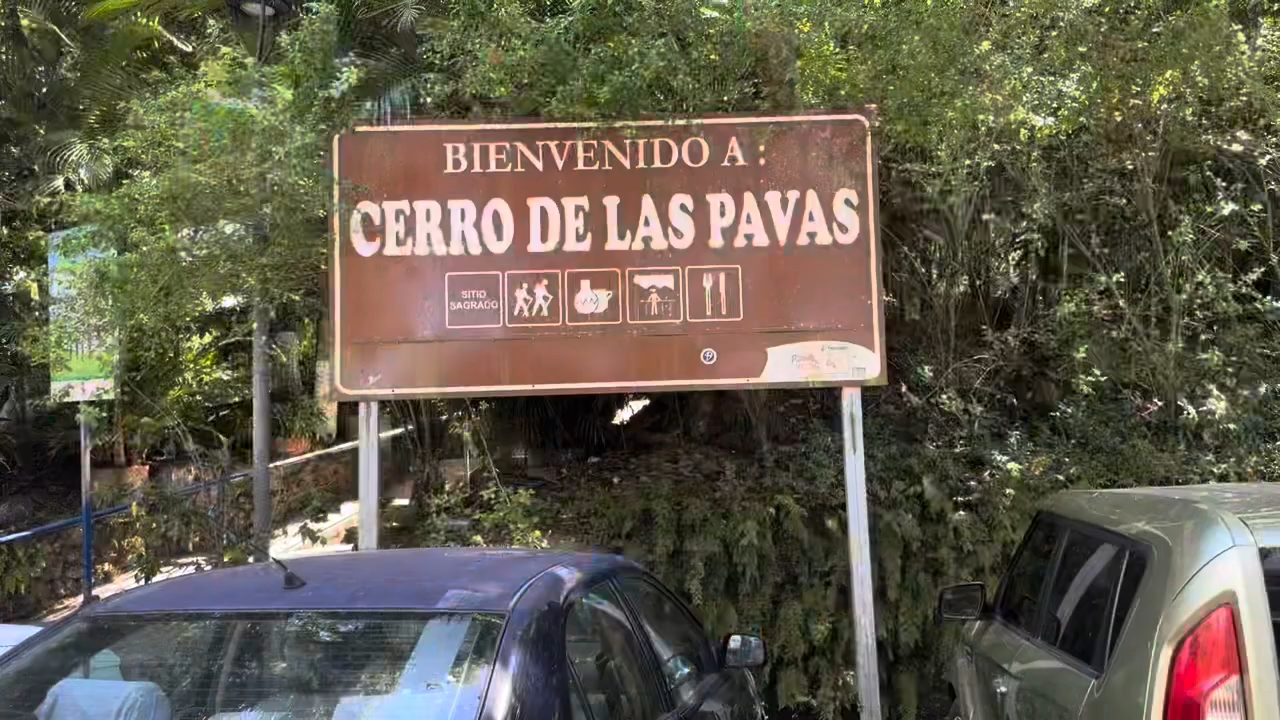 BIENVENIDO A :
CERRO DE LAS PAVAS
SITIO
SAGRADO